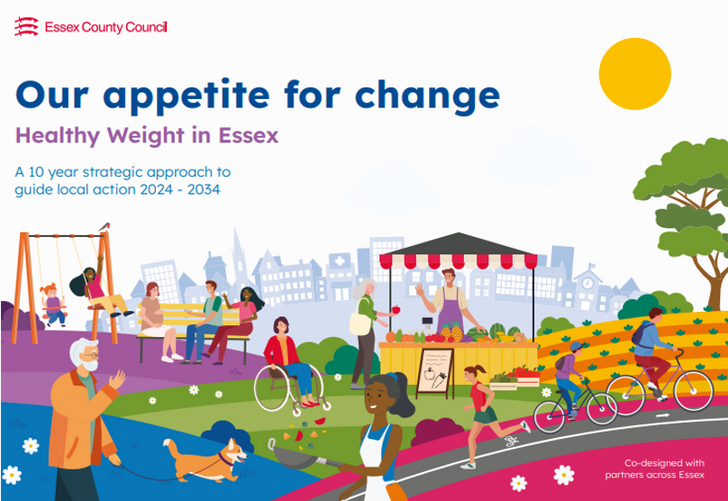 Essex County Council
Our appetite for change
Healthy Weight in Essex
A 10 year strategic approach to
guide local action 2024 - 2034
Co-designed with
partners across Essex